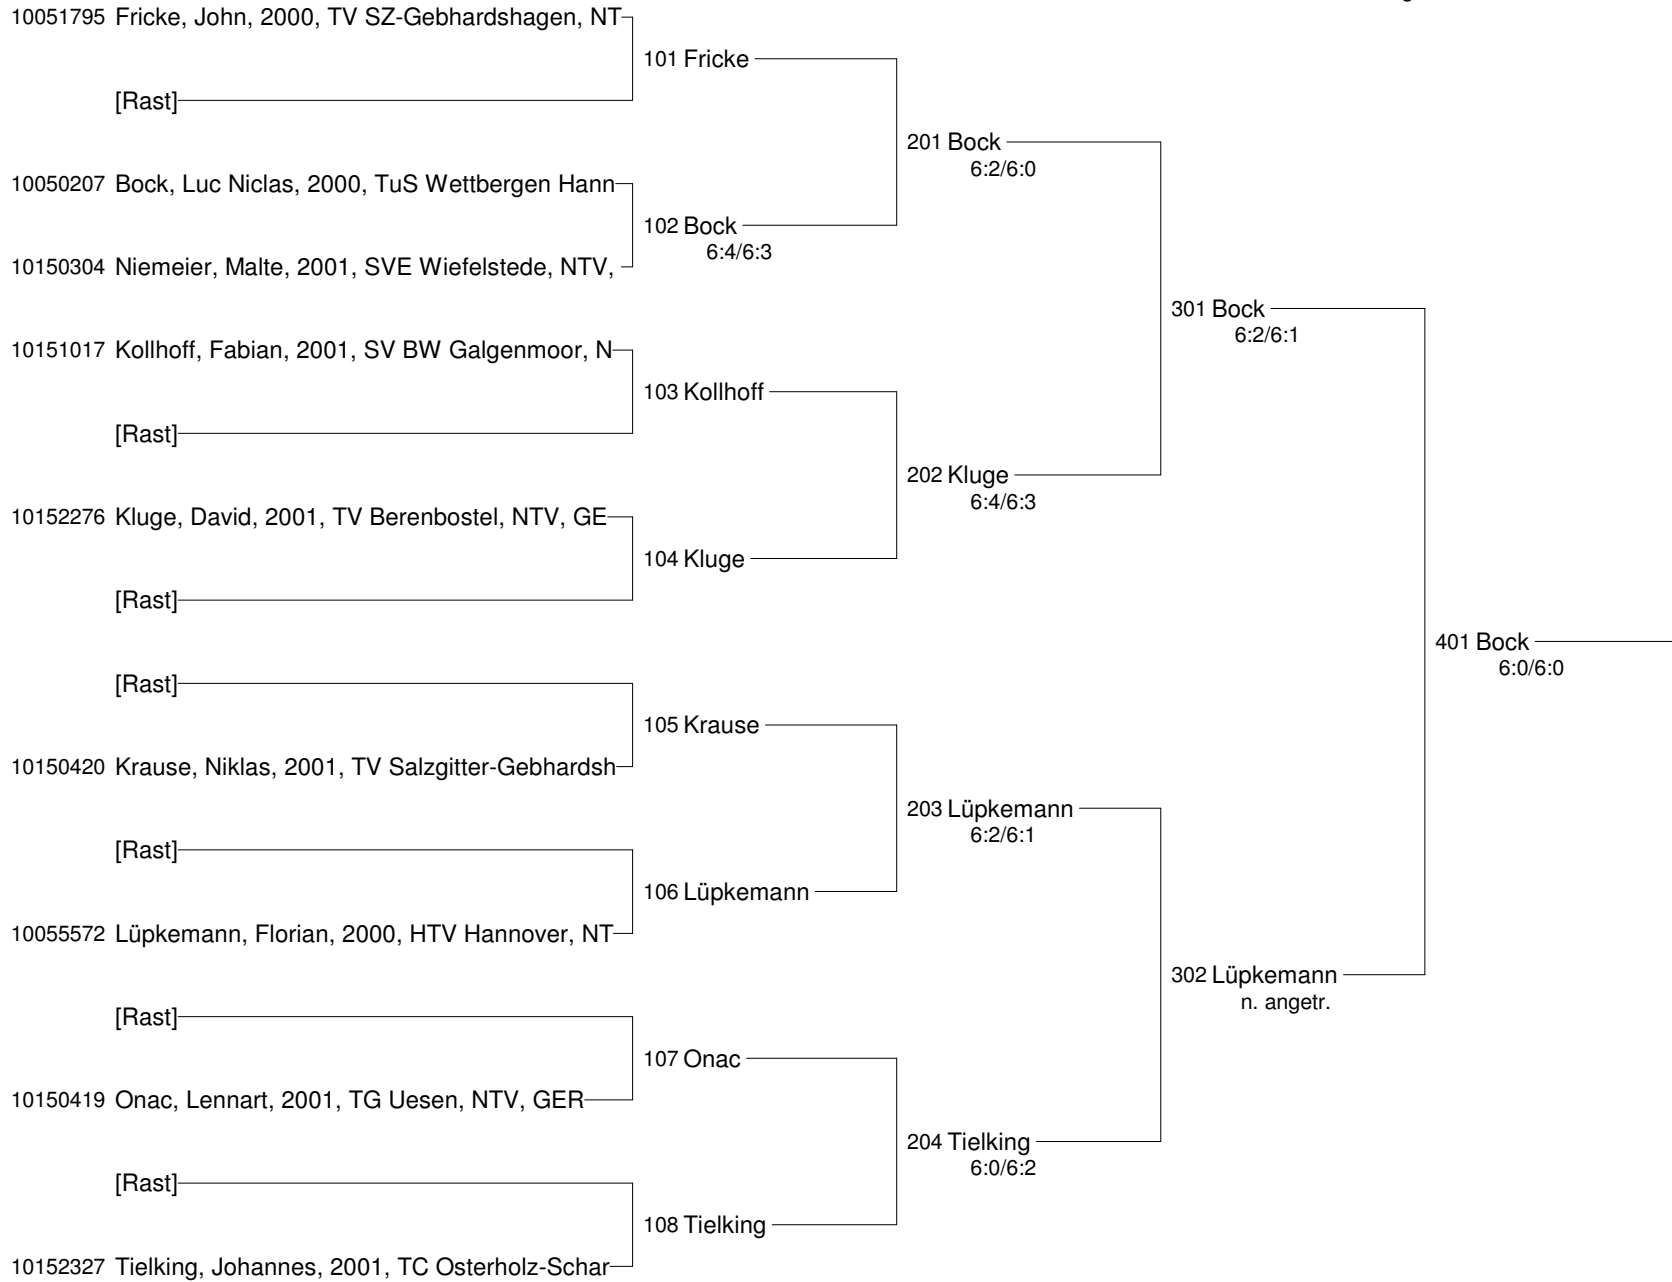 10051795 Fricke, John, 2000, TV SZ-Gebhardshagen, NT
101 Fricke
[Rast]
201 Bock
6:2/6:0
10050207 Bock, Luc Niclas, 2000, TuS Wettbergen Hann
102 Bock
6:4/6:3
10150304 Niemeier, Malte, 2001, SVE Wiefelstede, NTV,
301 Bock
6:2/6:1
10151017 Kollhoff, Fabian, 2001, SV BW Galgenmoor, N
103 Kollhoff
[Rast]
202 Kluge
6:4/6:3
10152276 Kluge, David, 2001, TV Berenbostel, NTV, GE
104 Kluge
[Rast]
401 Bock
6:0/6:0
[Rast]
105 Krause
10150420 Krause, Niklas, 2001, TV Salzgitter-Gebhardsh
203 Lüpkemann
6:2/6:1
[Rast]
106 Lüpkemann
10055572 Lüpkemann, Florian, 2000, HTV Hannover, NT
302 Lüpkemann
n. angetr.
[Rast]
107 Onac
10150419 Onac, Lennart, 2001, TG Uesen, NTV, GER
204 Tielking
6:0/6:2
[Rast]
108 Tielking
10152327 Tielking, Johannes, 2001, TC Osterholz-Schar